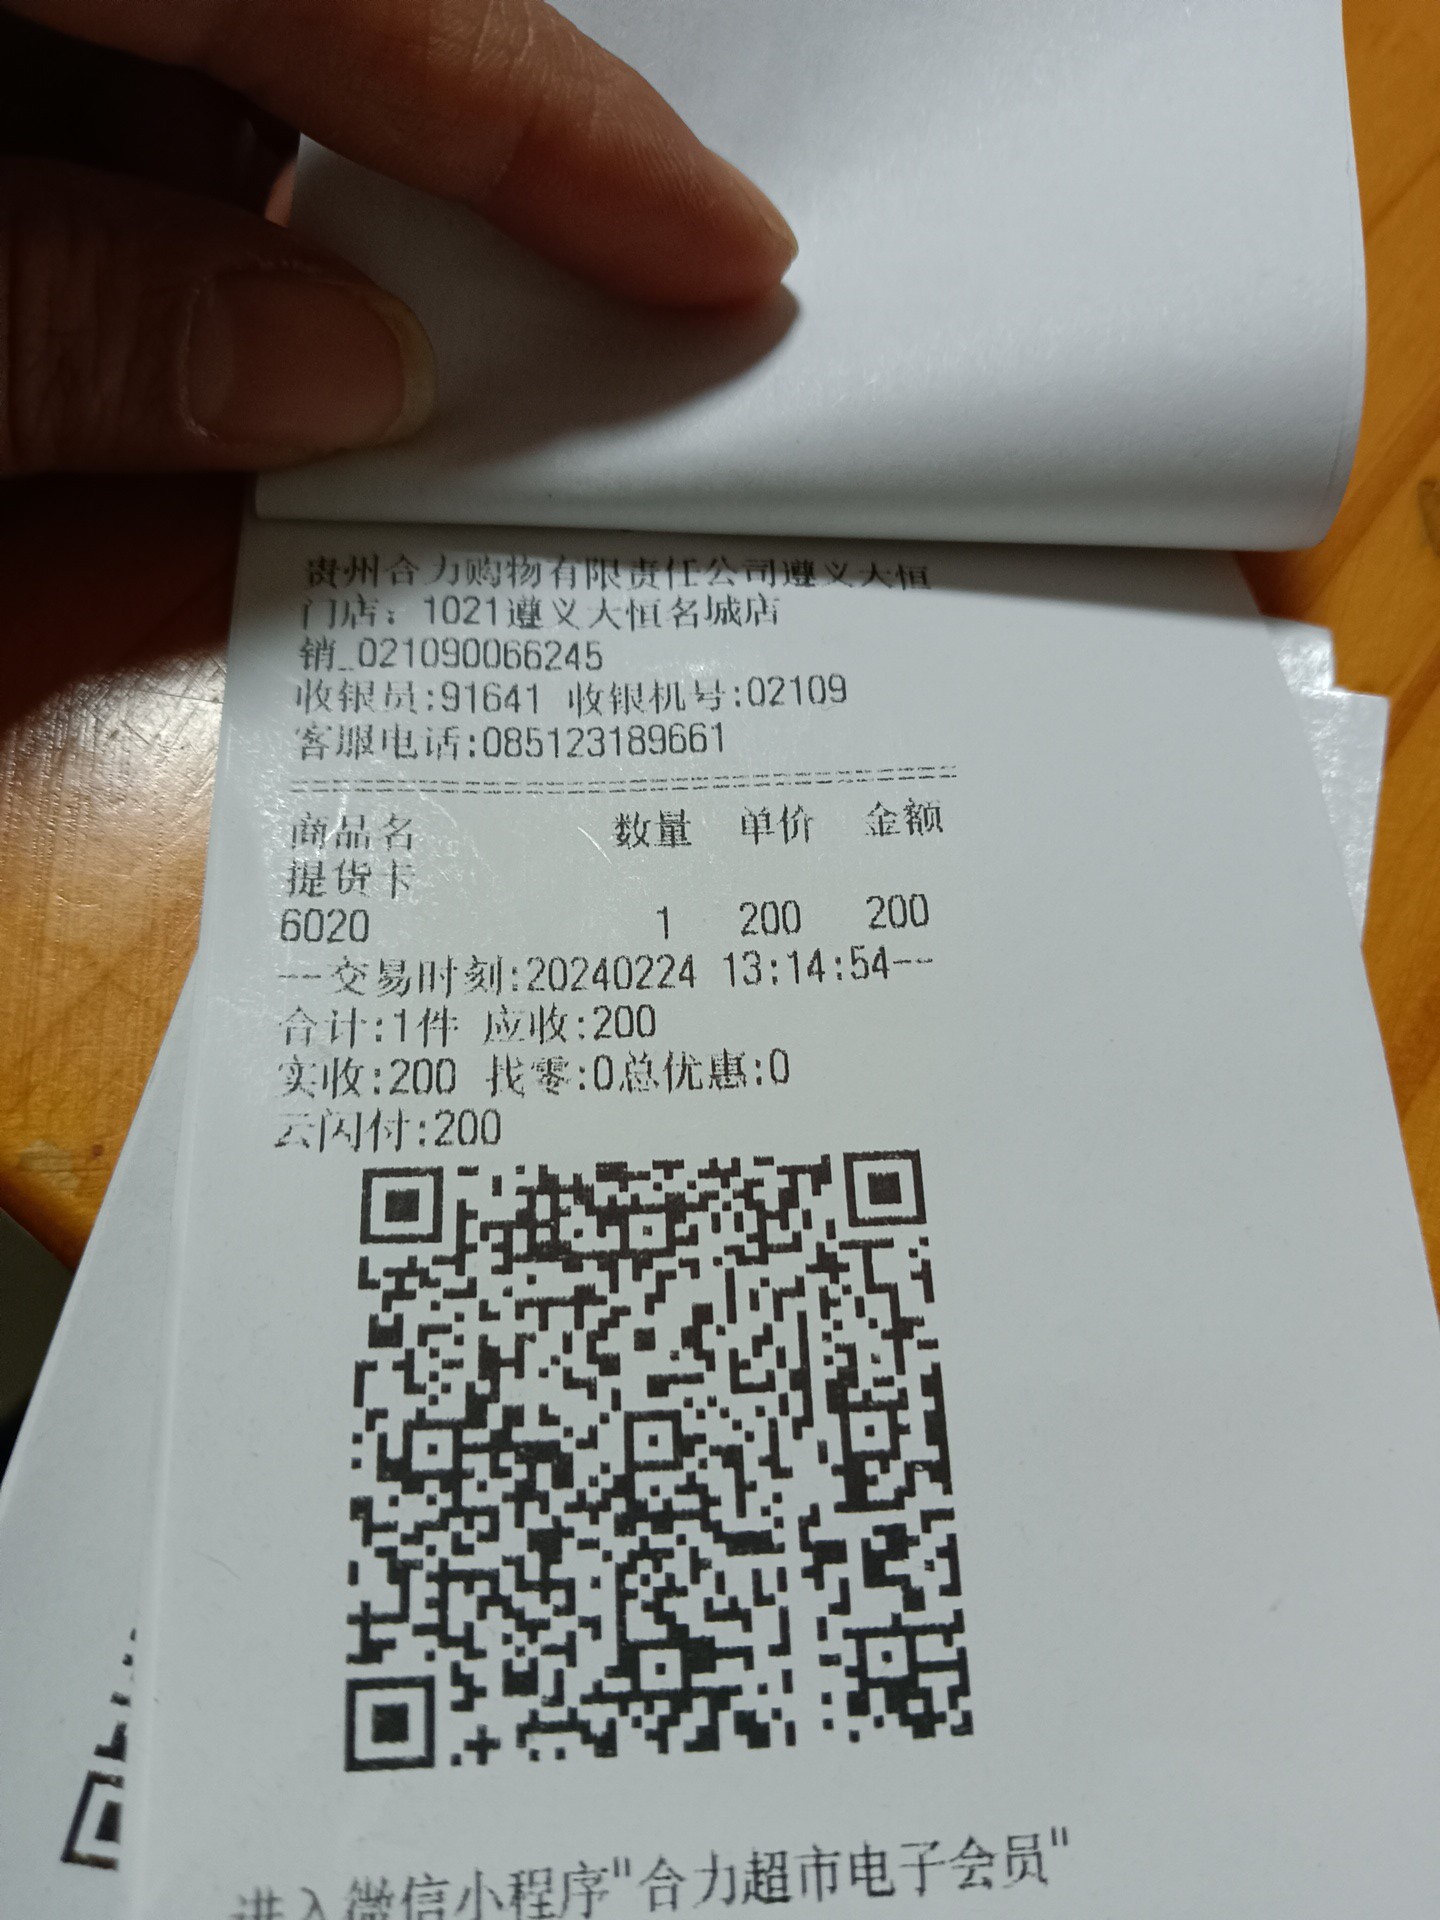 贵州合力购物有限责任公司遵义大恒
门店：1021遵义大恒名城店
销_021090066245
收银员:91641 收银机号:02109
客服电话:085123189661
================================
商品名 数量 单价 金额
提货卡
6020 1 200 200
--交易时刻:20240224 13:14:54--
合计:1件 应收:200
实收:200 找零:0总优惠:0
云闪付:200
进入微信小程序"合力超市电子会员"